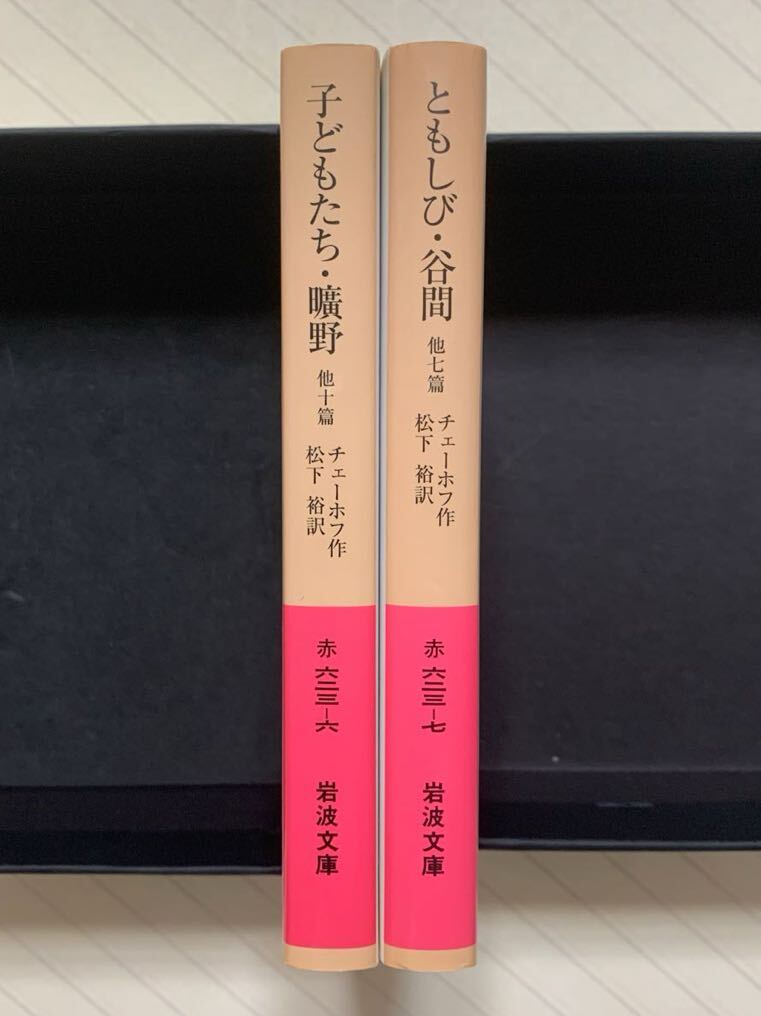 ともしび・谷間
他七篇
チェーホフ作
松下 裕訳
赤 六二三-七
岩波文庫
子どもたち・曠野
他十篇
チェーホフ作
松下 裕訳
赤 六二三-六
岩波文庫